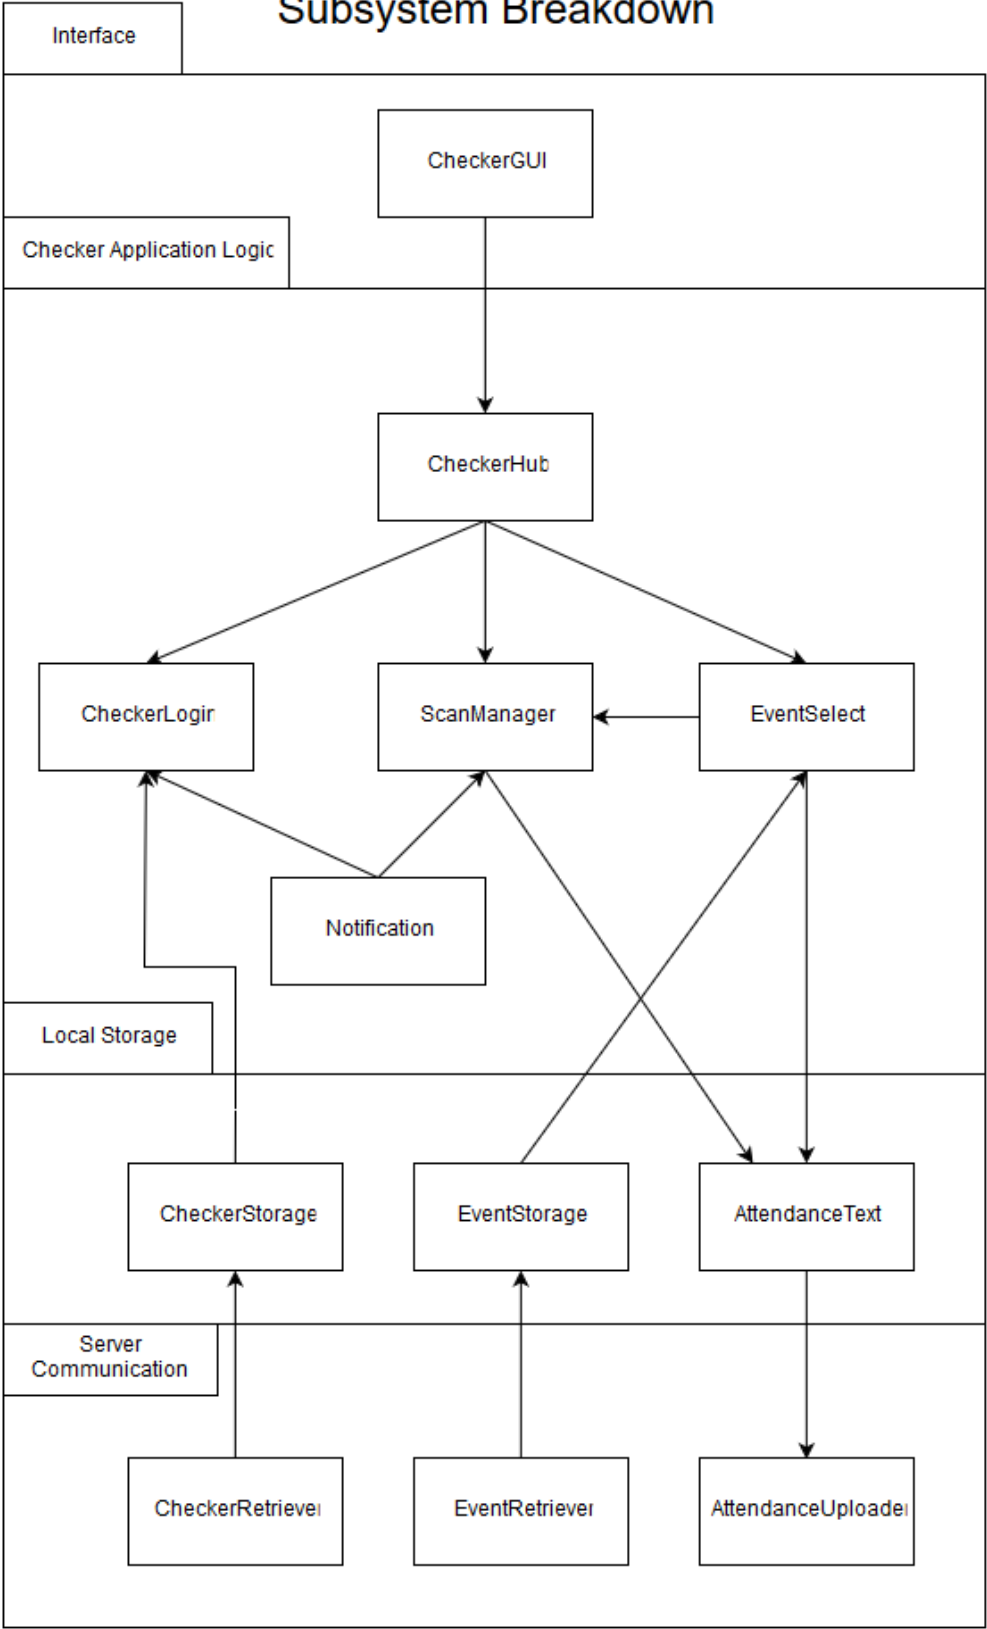 Subsystem Breakdown
Interface
CheckerGUI
Checker Application Logic
CheckerHub
CheckerLogin
ScanManager
EventSelect
Notification
Local Storage
CheckerStorage
EventStorage
AttendanceText
Server
Communication
CheckerRetriever
EventRetriever
AttendanceUploader